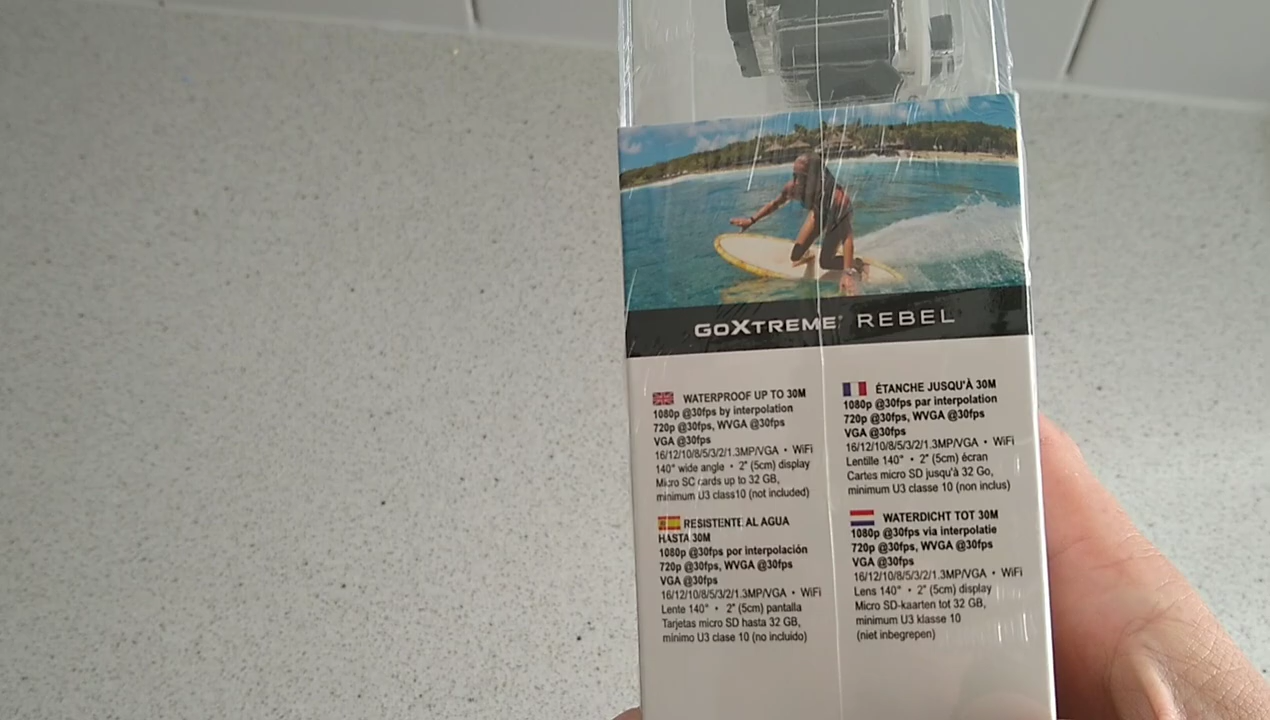 GOXTREME REBEL
WATERPROOF UP TO 30M
1080p @30fps by interpolation
720p @30fps, WVGA @30fps
VGA @30fps
16/12/10/8/5/3/2/1.3MP/VGA • WiFi
140° wide angle • 2" (5cm) display
Micro SC cards up to 32 GB,
minimum U3 class10 (not included)
ÉTANCHE JUSQU'À 30M
1080p @30fps par interpolation
720p @30fps, WVGA @30fps
VGA @30fps
16/12/10/8/5/3/2/1.3MP/VGA • WiFi
Lentille 140° • 2" (5cm) écran
Cartes micro SD jusqu'à 32 Go,
minimum U3 classe 10 (non inclus)
RESISTENTE AL AGUA
HASTA 30M
1080p @30fps por interpolación
720p @30fps, WVGA @30fps
VGA @30fps
16/12/10/8/5/3/2/1.3MP/VGA • WiFi
Lente 140° • 2" (5cm) pantalla
Tarjetas micro SD hasta 32 GB,
minimo U3 clase 10 (no incluido)
WATERDICHT TOT 30M
1080p @30fps via interpolatie
720p @30fps, WVGA @30fps
VGA @30fps
16/12/10/8/5/3/2/1.3MP/VGA • WiFi
Lens 140° • 2" (5cm) display
Micro SD-kaarten tot 32 GB,
minimum U3 klasse 10
(niet inbegrepen)